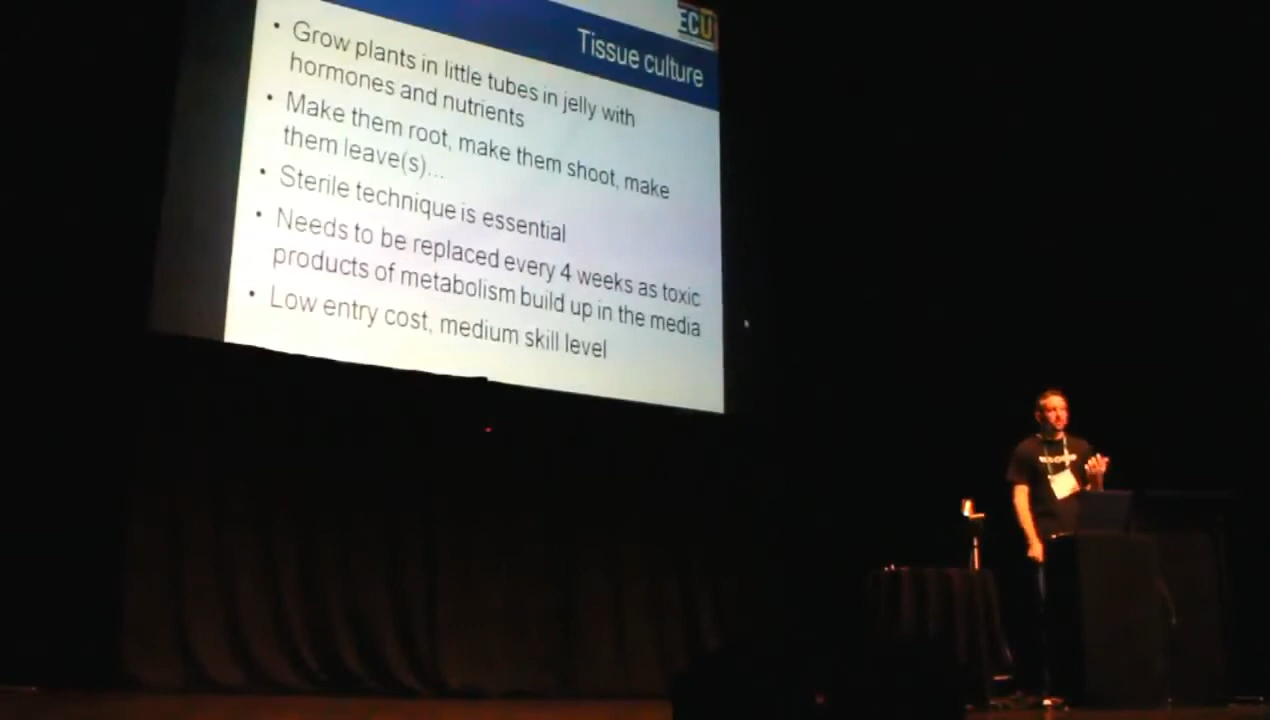 ECU
Tissue culture
• Grow plants in little tubes in jelly with
hormones and nutrients
• Make them root, make them shoot, make
them leave(s)...
• Sterile technique is essential
• Needs to be replaced every 4 weeks as toxic
products of metabolism build up in the media
• Low entry cost, medium skill level